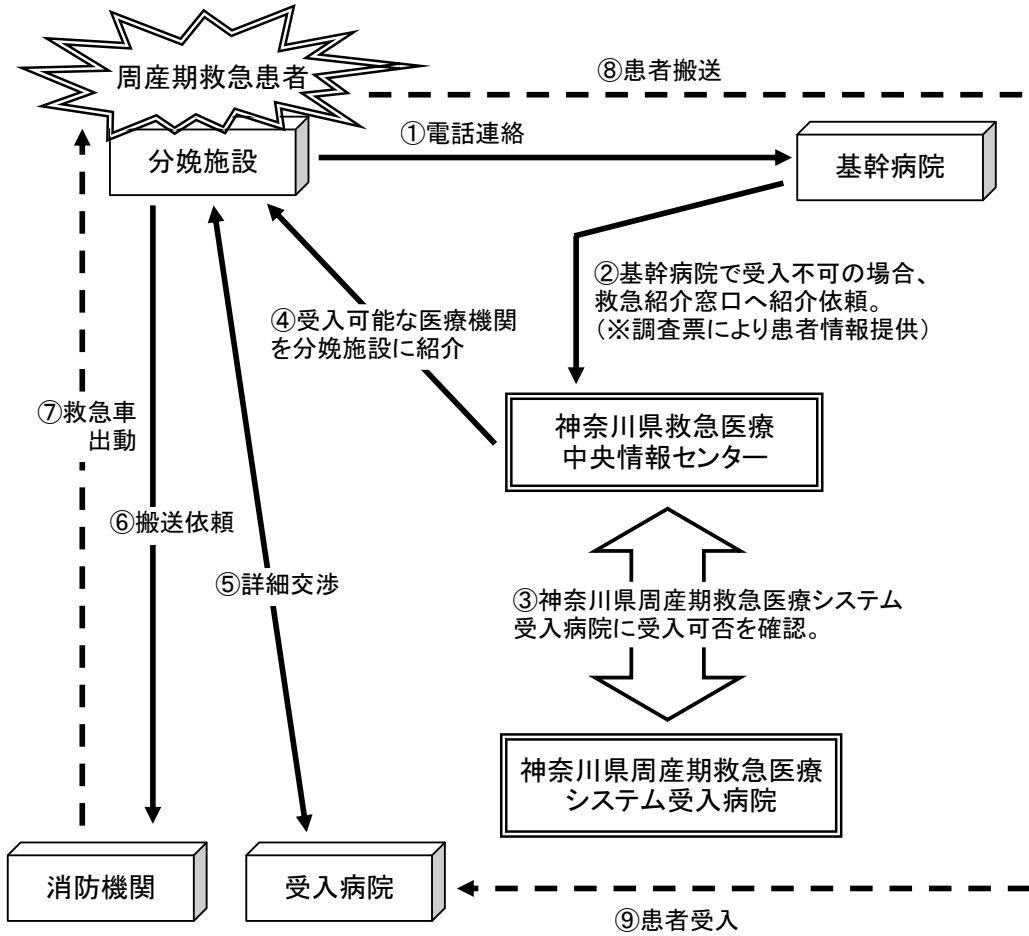 周産期救急患者
⑧患者搬送
①電話連絡
分娩施設
基幹病院
②基幹病院で受入不可の場合、
救急紹介窓口へ紹介依頼。
(※調査票により患者情報提供)
④受入可能な医療機関
を分娩施設に紹介
⑦救急車
出動
神奈川県救急医療
中央情報センター
⑥搬送依頼
⑤詳細交渉
③神奈川県周産期救急医療システム
受入病院に受入可否を確認。
神奈川県周産期救急医療
システム受入病院
消防機関
受入病院
⑨患者受入